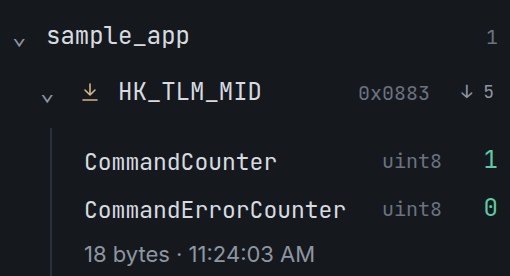 sample_app 1
HK_TLM_MID 0x0883 ↓ 5
CommandCounter uint8 1
CommandErrorCounter uint8 0
18 bytes · 11:24:03 AM